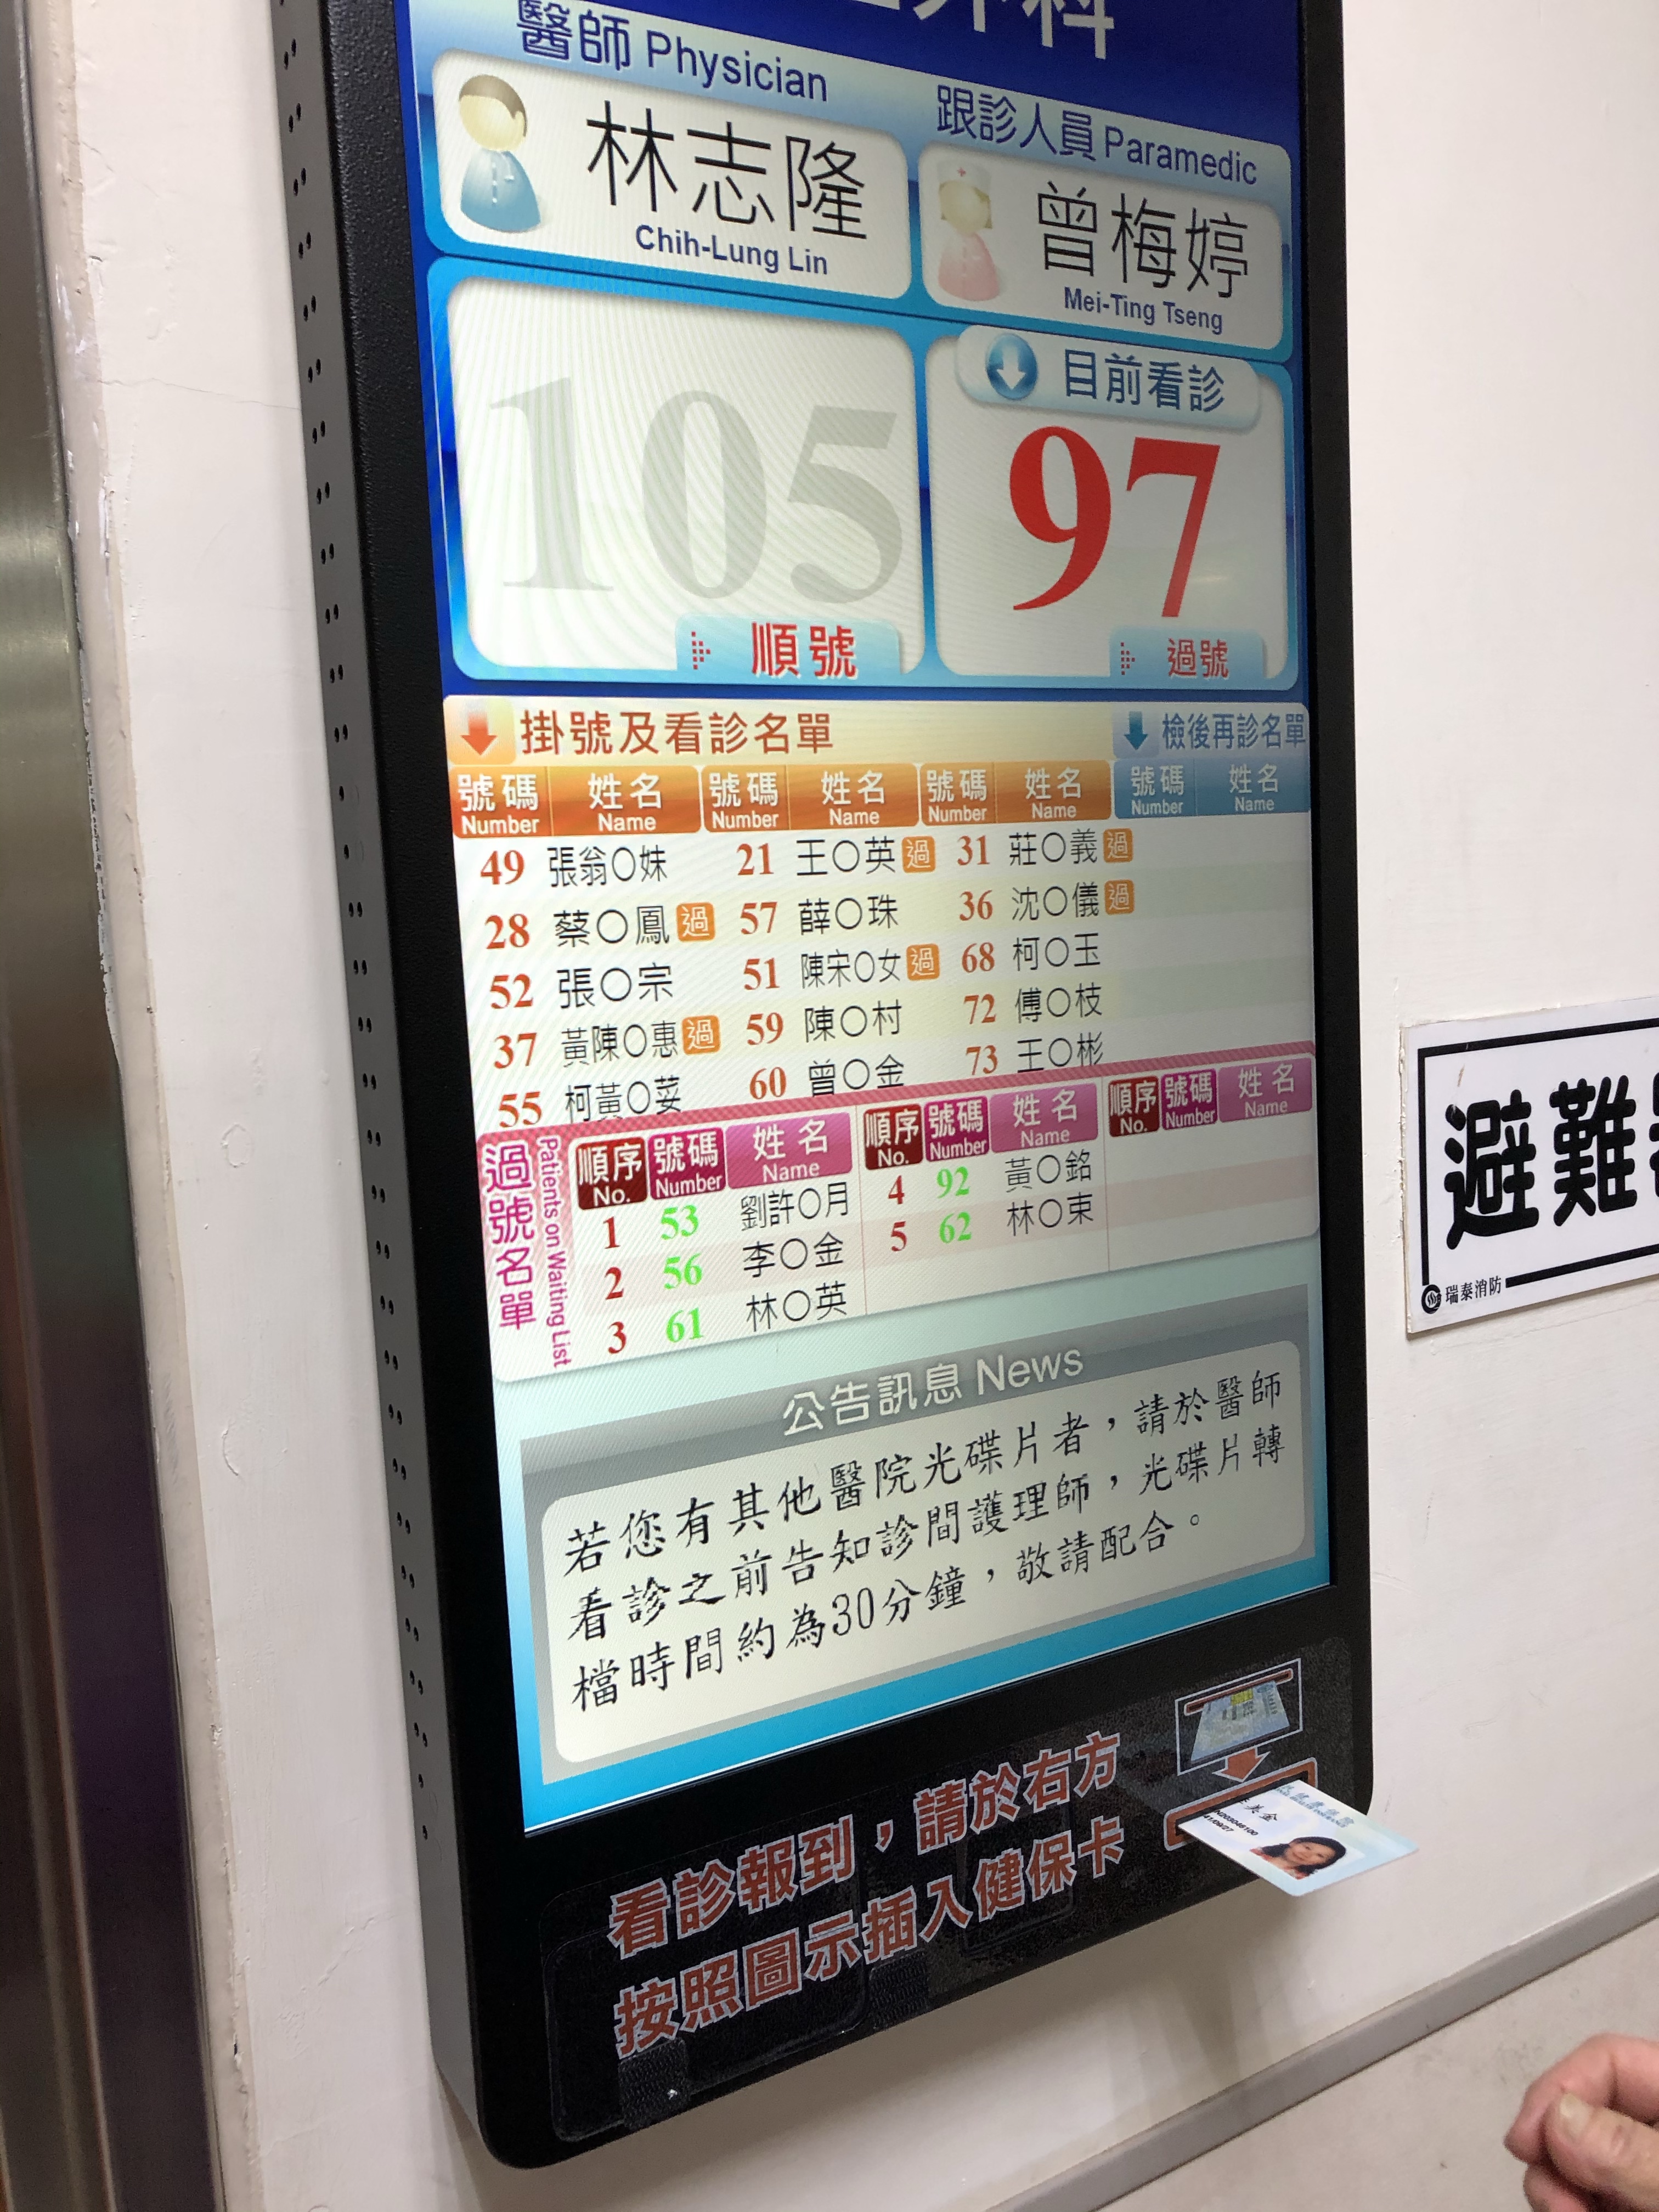 外科
醫師 Physician
跟診人員 Paramedic
林志隆
Chih-Lung Lin
曾梅婷
Mei-Ting Tseng
105
順號
目前看診
97
過號
掛號及看診名單
檢後再診名單
號碼 姓名 號碼 姓名 號碼 姓名 號碼 姓名
Number Name Number Name Number Name Number Name
49 張翁○妹 21 王○英 過 31 莊○義 過
28 蔡○鳳 過 57 薛○珠 36 沈○儀 過
52 張○宗 51 陳宋○女 過 68 柯○玉
37 黃陳○惠 過 59 陳○村 72 傅○枝
55 柯黃○ 60 曾○金 73 王○彬
過號名單
Patients on Waiting List
順序 號碼 姓名 順序 號碼 姓名 順序 號碼 姓名
No. Number Name No. Number Name No. Number Name
1 53 劉許○月 4 92 黃○銘
2 56 李○金 5 62 林○東
3 61 林○英
公告訊息 News
若您有其他醫院光碟片者，請於醫師
看診之前告知診間護理師，光碟片轉
檔時間約為30分鐘，敬請配合。
看診報到，請於右方
按照圖示插入健保卡
避難
瑞泰消防